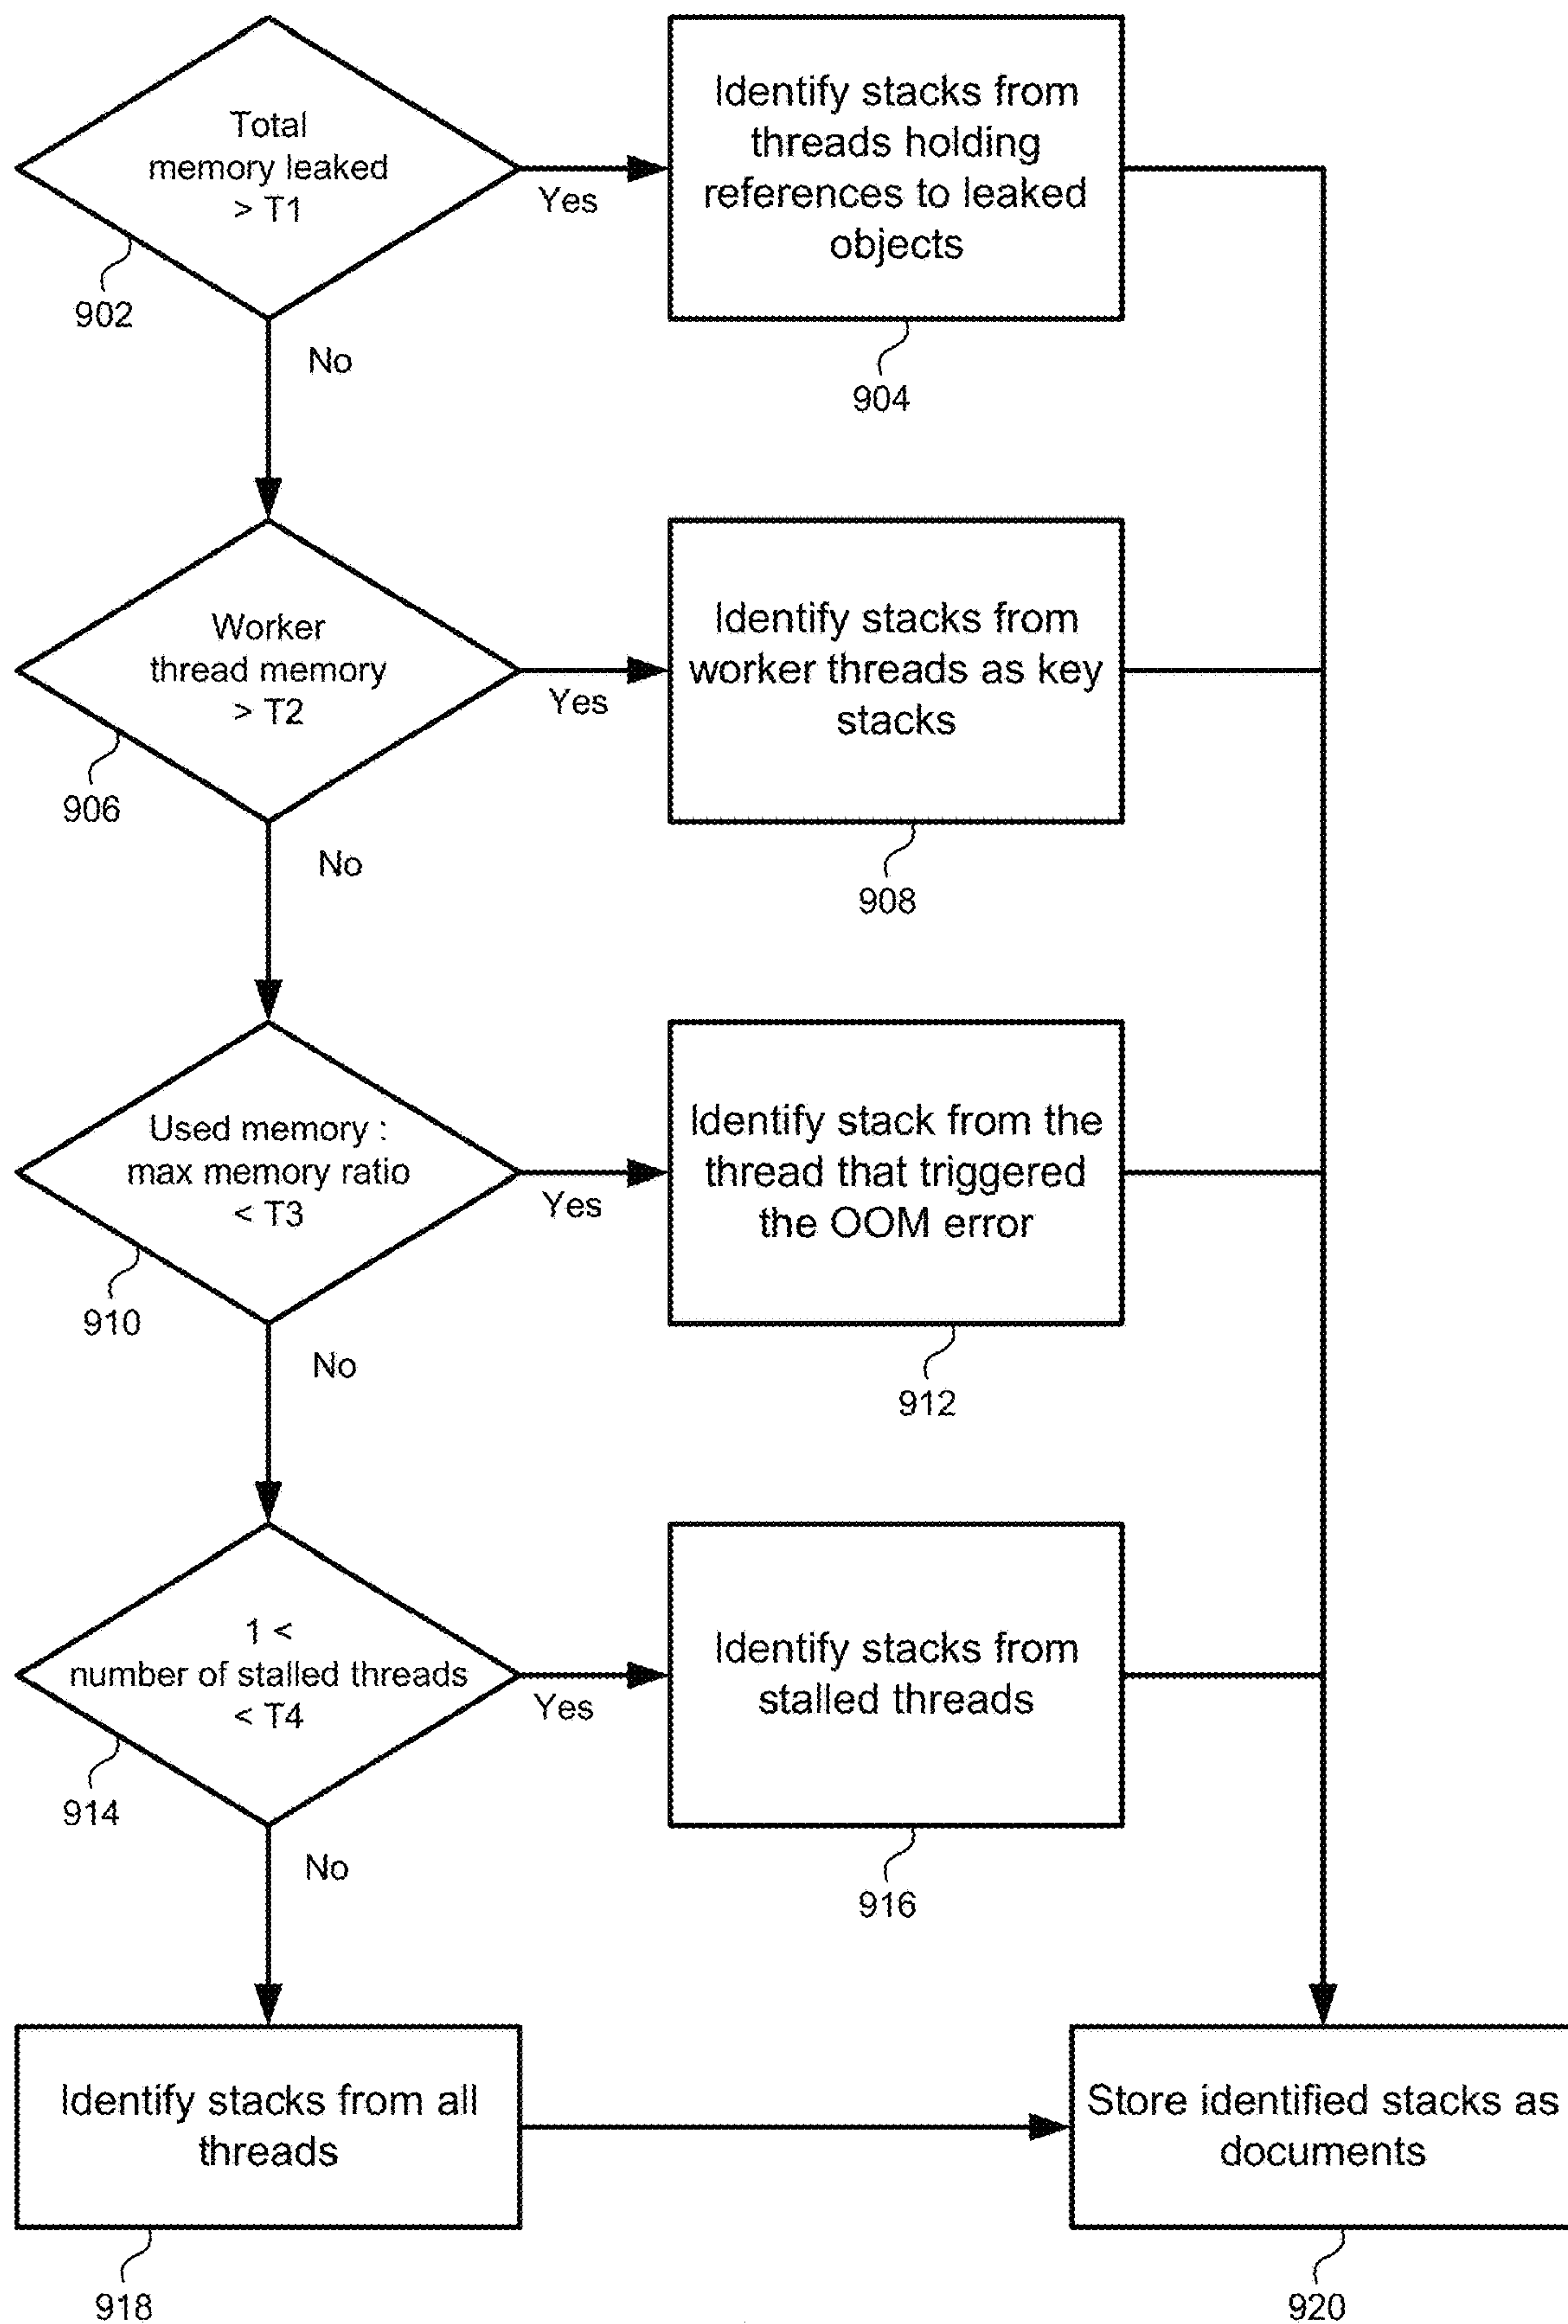 Total
memory leaked
> T1
Yes
No
902
Identify stacks from
threads holding
references to leaked
objects
904
Worker
thread memory
> T2
Yes
No
906
Identify stacks from
worker threads as key
stacks
908
Used memory :
max memory ratio
< T3
Yes
No
910
Identify stack from the
thread that triggered
the OOM error
912
1 <
number of stalled threads
< T4
Yes
No
914
Identify stacks from
stalled threads
916
Identify stacks from all
threads
918
Store identified stacks as
documents
920